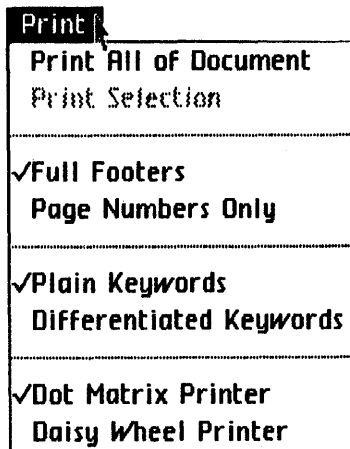 Print
Print All of Document
Print Selection
✓Full Footers
Page Numbers Only
✓Plain Keywords
Differentiated Keywords
✓Dot Matrix Printer
Daisy Wheel Printer